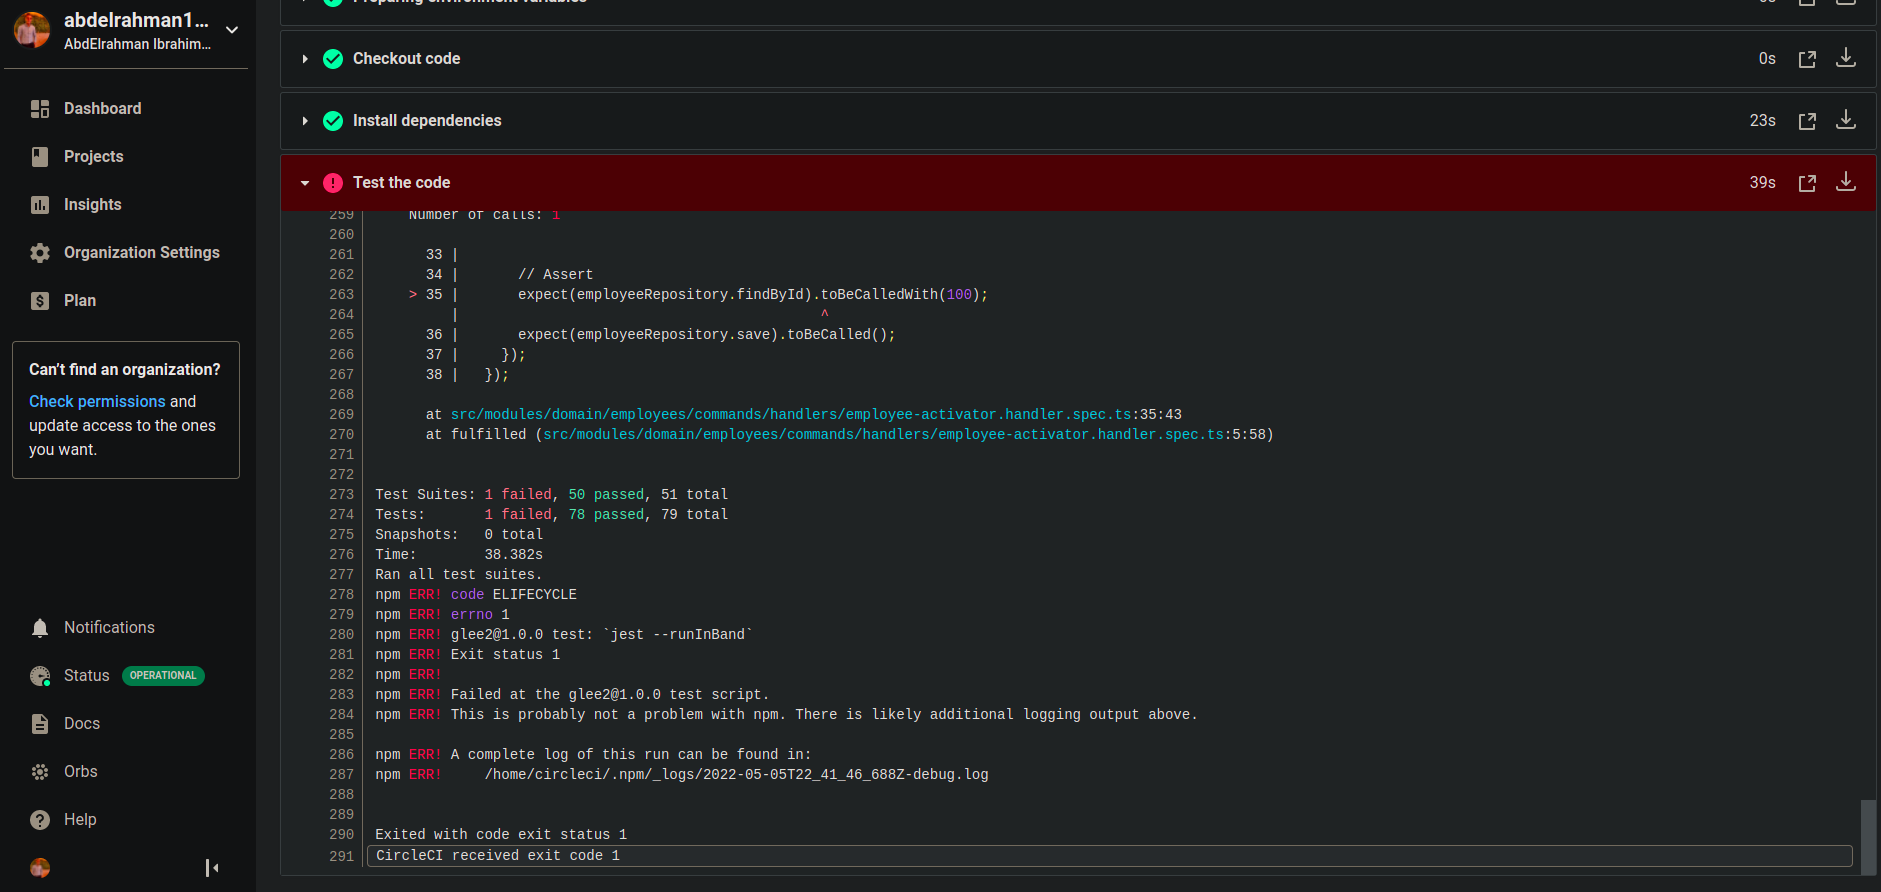 abdelrahman1...
AbdElrahman Ibrahim...
Dashboard
Projects
Insights
Organization Settings
Plan
Can't find an organization?
Check permissions and
update access to the ones
you want.
Notifications
Status OPERATIONAL
Docs
Orbs
Help
Preparing environment variables 0s
Checkout code 0s
Install dependencies 23s
Test the code 39s
259 Number of calls: 1
260
261 33 |
262 34 | // Assert
263 > 35 | expect(employeeRepository.findById).toBeCalledWith(100);
264 | ^
265 36 | expect(employeeRepository.save).toBeCalled();
266 37 | });
267 38 | });
268
269 at src/modules/domain/employees/commands/handlers/employee-activator.handler.spec.ts:35:43
270 at fulfilled (src/modules/domain/employees/commands/handlers/employee-activator.handler.spec.ts:5:58)
271
272
273 Test Suites: 1 failed, 50 passed, 51 total
274 Tests: 1 failed, 78 passed, 79 total
275 Snapshots: 0 total
276 Time: 38.382s
277 Ran all test suites.
278 npm ERR! code ELIFECYCLE
279 npm ERR! errno 1
280 npm ERR! glee2@1.0.0 test: `jest --runInBand`
281 npm ERR! Exit status 1
282 npm ERR!
283 npm ERR! Failed at the glee2@1.0.0 test script.
284 npm ERR! This is probably not a problem with npm. There is likely additional logging output above.
285
286 npm ERR! A complete log of this run can be found in:
287 npm ERR! /home/circleci/.npm/_logs/2022-05-05T22_41_46_688Z-debug.log
288
289
290 Exited with code exit status 1
291 CircleCI received exit code 1